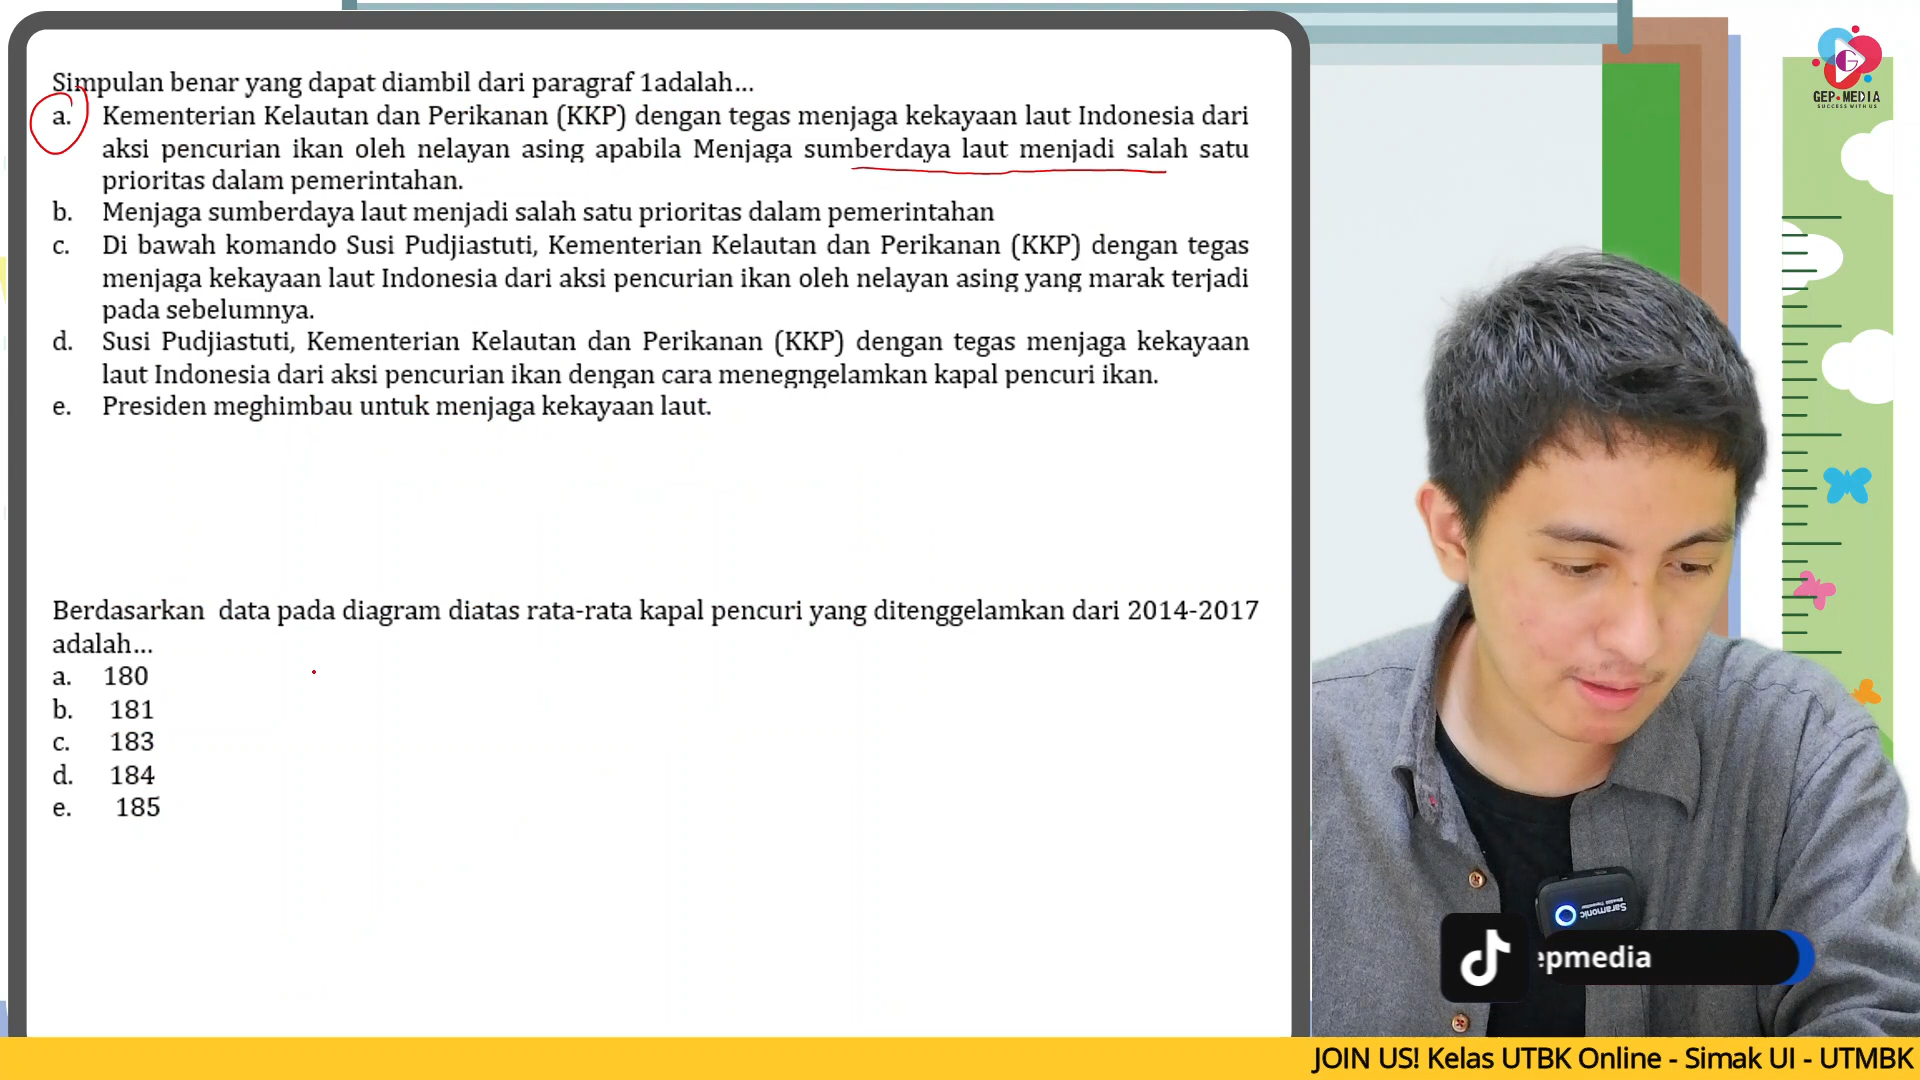 Simpulan benar yang dapat diambil dari paragraf 1adalah...
a. Kementerian Kelautan dan Perikanan (KKP) dengan tegas menjaga kekayaan laut Indonesia dari
aksi pencurian ikan oleh nelayan asing apabila Menjaga sumberdaya laut menjadi salah satu
prioritas dalam pemerintahan.
b. Menjaga sumberdaya laut menjadi salah satu prioritas dalam pemerintahan
c. Di bawah komando Susi Pudjiastuti, Kementerian Kelautan dan Perikanan (KKP) dengan tegas
menjaga kekayaan laut Indonesia dari aksi pencurian ikan oleh nelayan asing yang marak terjadi
pada sebelumnya.
d. Susi Pudjiastuti, Kementerian Kelautan dan Perikanan (KKP) dengan tegas menjaga kekayaan
laut Indonesia dari aksi pencurian ikan dengan cara menegngelamkan kapal pencuri ikan.
e. Presiden meghimbau untuk menjaga kekayaan laut.
Berdasarkan data pada diagram diatas rata-rata kapal pencuri yang ditenggelamkan dari 2014-2017
adalah...
a. 180
b. 181
c. 183
d. 184
e. 185
G
GEP•MEDIA
SUCCESS WITH US
Saramonic
epmedia
JOIN US! Kelas UTBK Online - Simak UI - UTMBK